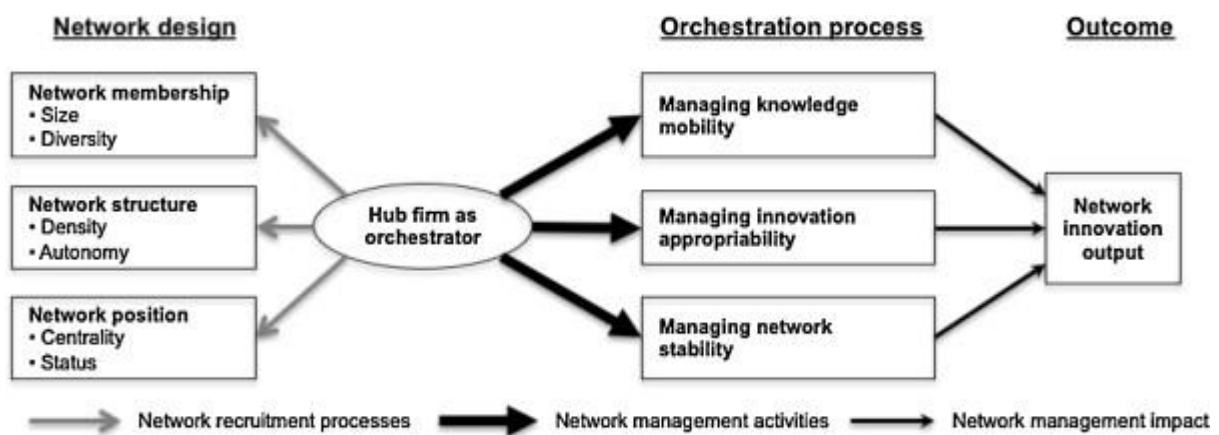 Network design
Orchestration process
Outcome
Network membership
• Size
• Diversity
Network structure
• Density
• Autonomy
Network position
• Centrality
• Status
Hub firm as
orchestrator
Managing knowledge
mobility
Managing innovation
appropriability
Managing network
stability
Network
innovation
output
Network recruitment processes
Network management activities
Network management impact